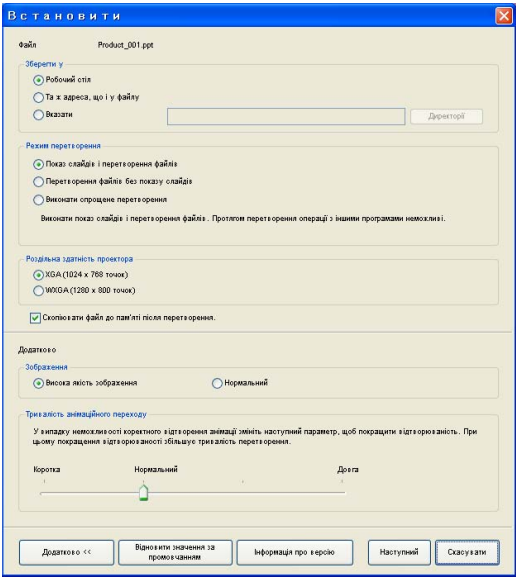 Встановити
Файл Product_001.ppt
Зберегти у
Робочий стіл
Та ж адреса, що і у файлу
Вказати Директорії
Режим перетворення
Показ слайдів і перетворення файлів
Перетворення файлів без показу слайдів
Виконати спрощене перетворення
Виконати показ слайдів і перетворення файлів. Протягом перетворення операції з іншими програмами неможливі.
Роздільна здатність проектора
XGA (1024 x 768 точок)
WXGA (1280 x 800 точок)
Скопіювати файл до пам'яті після перетворення.
Додатково
Зображення
Висока якість зображення Нормальний
Тривалість анімаційного переходу
У випадку неможливості коректного відтворення анімації змініть наступний параметр, щоб покращити відтворюваність. При
цьому покращення відтворюваності збільшує тривалість перетворення.
Коротка Нормальний Довга
Додатково <<
Відновити значення за
промовчанням
Інформація про версію
Наступний
Скасувати